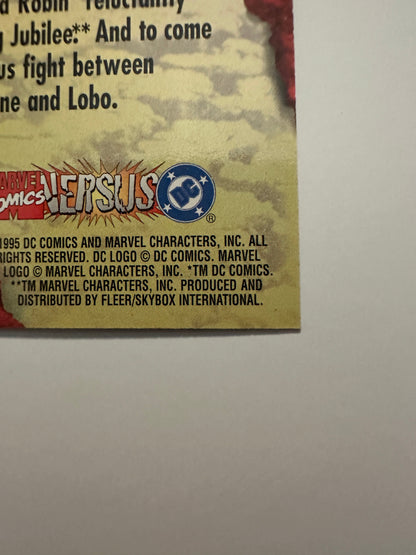 Robin* reluctantly
Jubilee.** And to come
us fight between
and Lobo.
MARVEL COMICS VERSUS DC ®
1995 DC COMICS AND MARVEL CHARACTERS, INC. ALL
RIGHTS RESERVED. DC LOGO © DC COMICS. MARVEL
LOGO © MARVEL CHARACTERS, INC. *TM DC COMICS.
**TM MARVEL CHARACTERS, INC. PRODUCED AND
DISTRIBUTED BY FLEER/SKYBOX INTERNATIONAL.